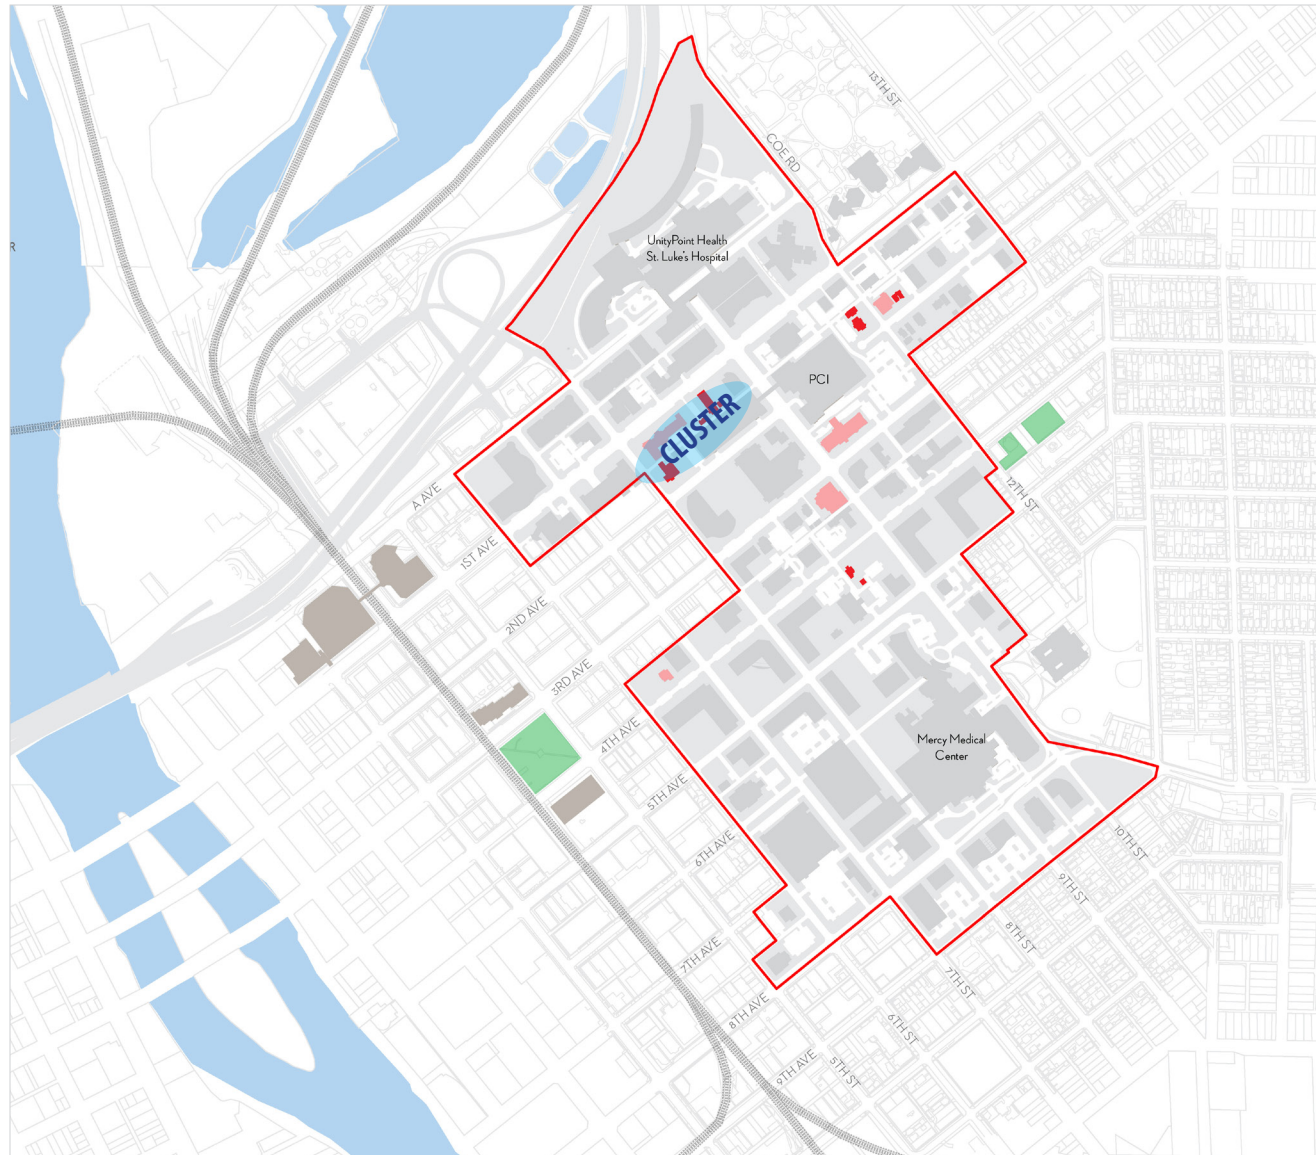 13TH ST
COE RD
R
UnityPoint Health
St. Luke's Hospital
PCI
CLUSTER
A AVE
12TH ST
1ST AVE
2ND AVE
3RD AVE
4TH AVE
Mercy Medical
Center
5TH AVE
6TH AVE
10TH ST
9TH ST
8TH ST
7TH AVE
7TH ST
8TH AVE
6TH ST
9TH AVE
5TH ST